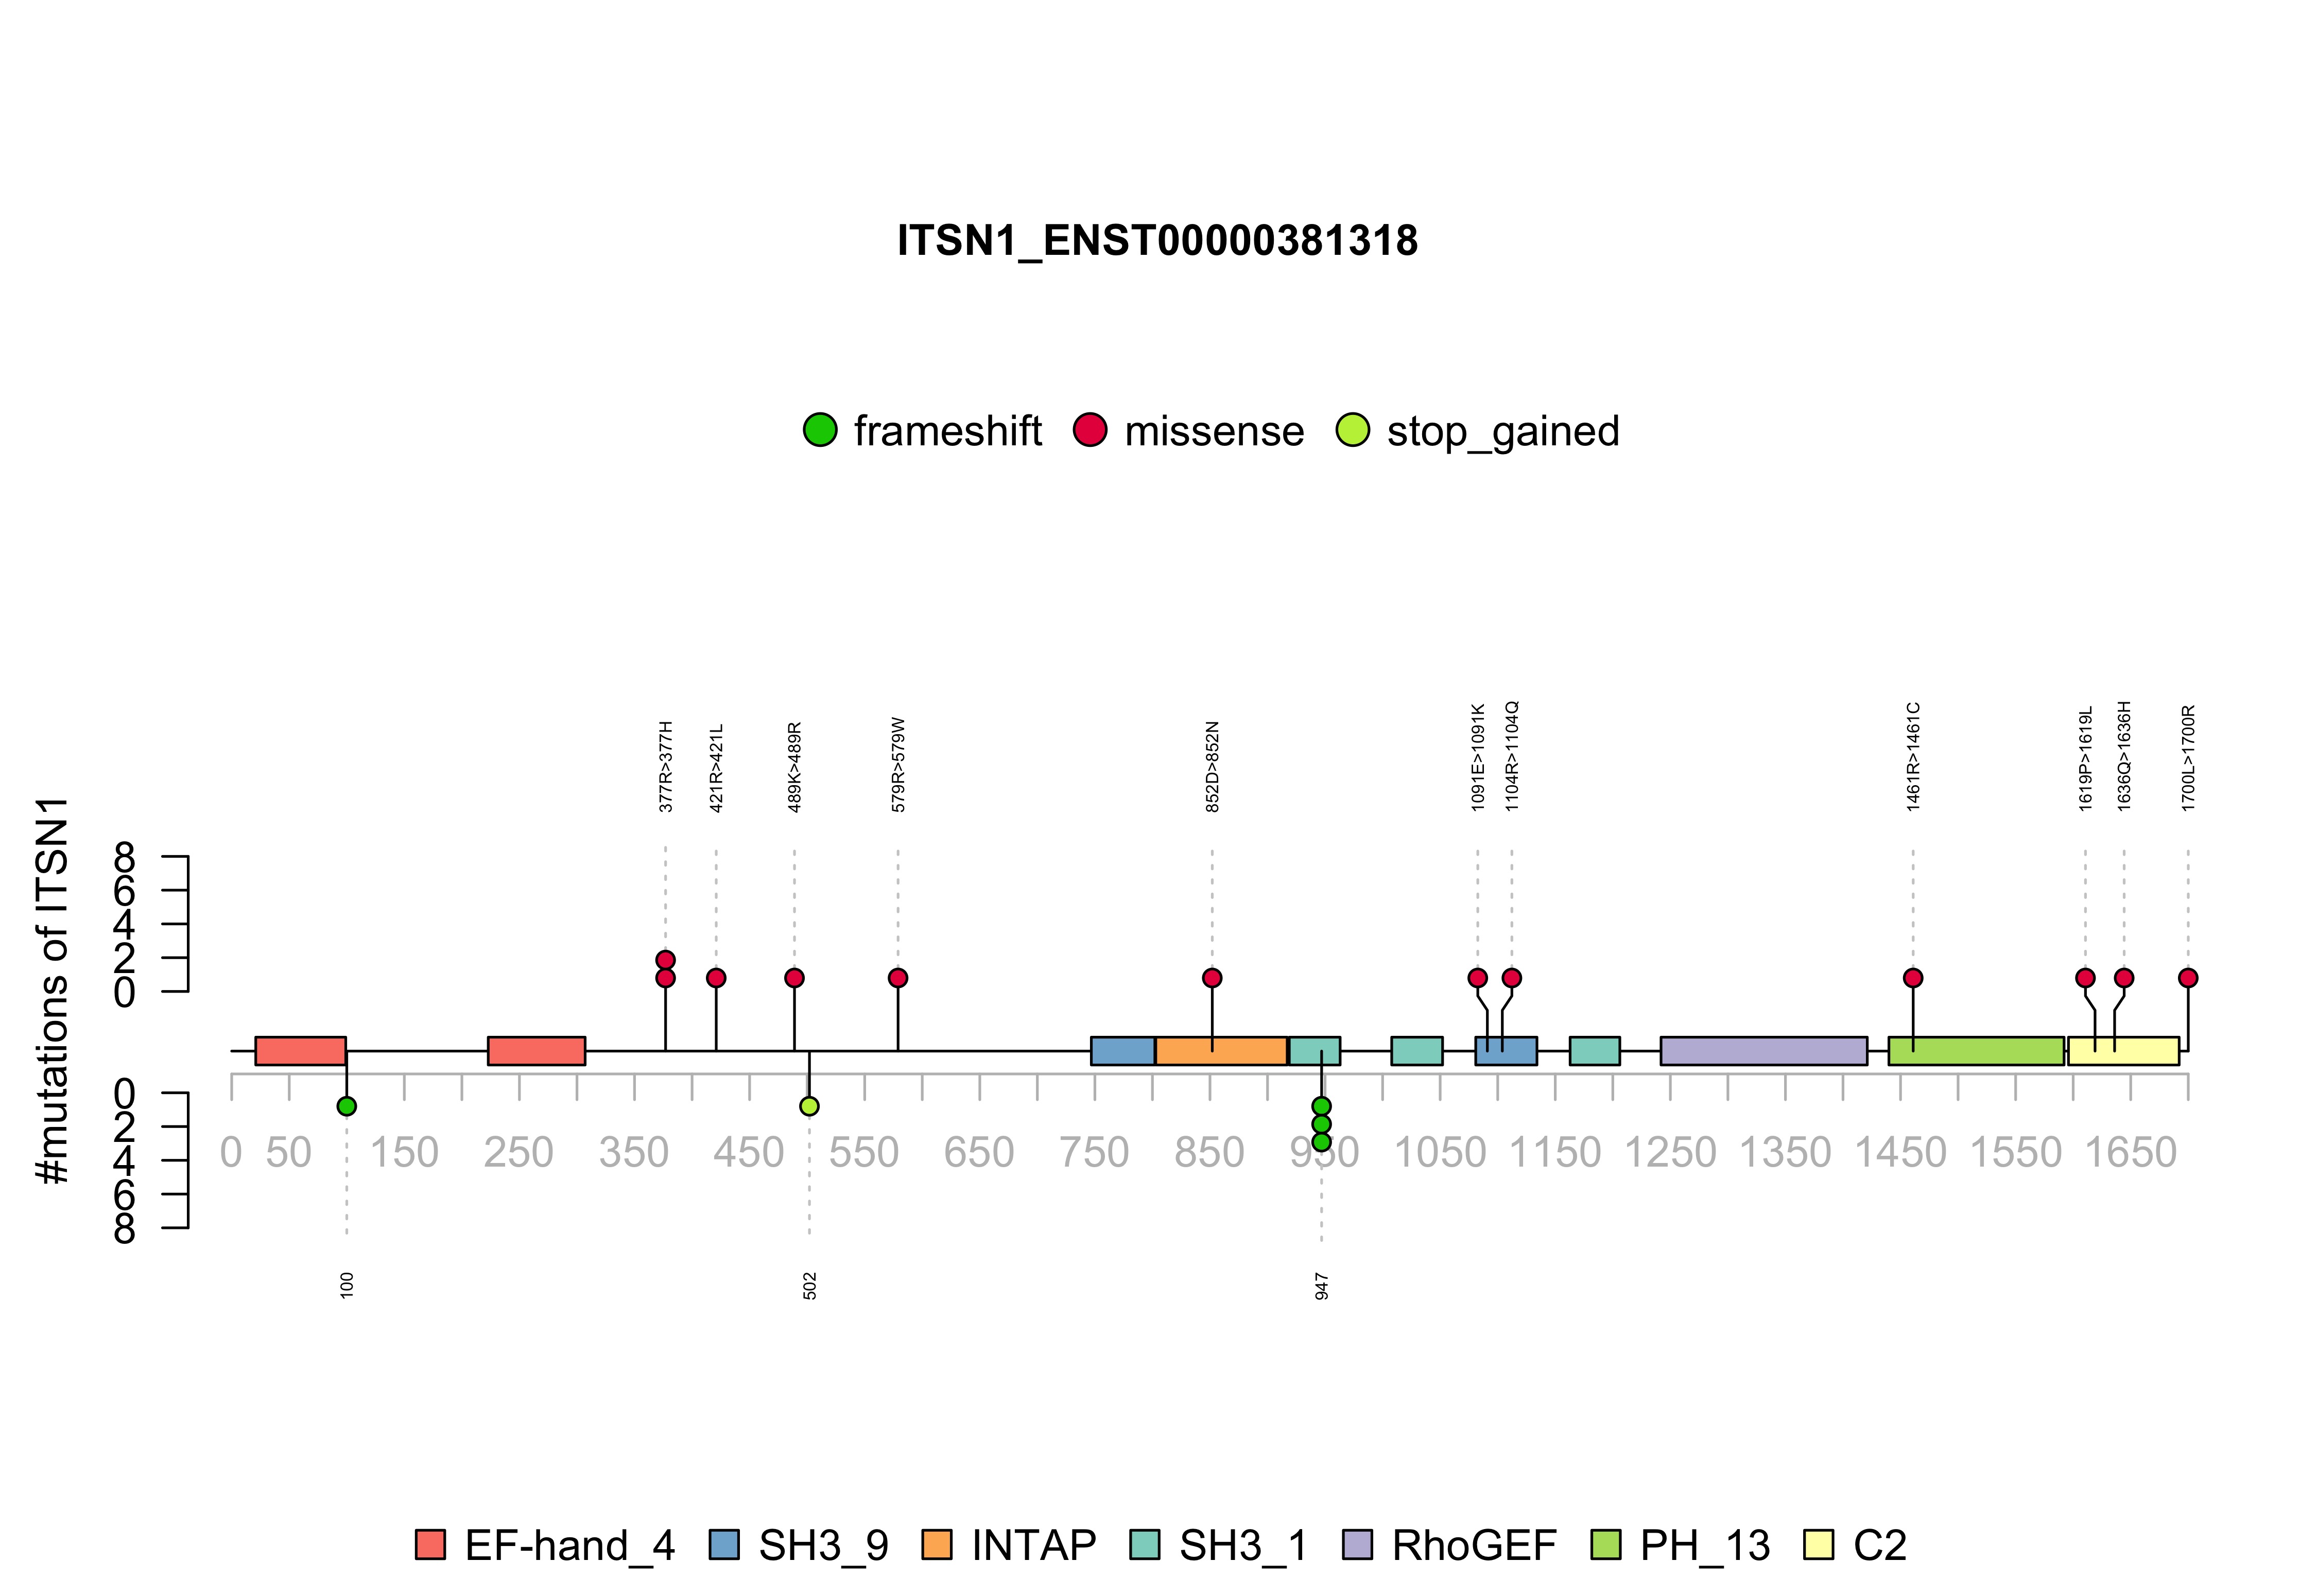 ITSN1_ENST00000381318
frameshift missense stop_gained
377R>377H
421R>421L
489K>489R
579R>579W
852D>852N
1091E>1091K
1104R>1104Q
1461R>1461C
1619P>1619L
1636Q>1636H
1700L>1700R
#mutations of ITSN1
8
6
4
2
0
0
2
4
6
8
0 50 150 250 350 450 550 650 750 850 950 1050 1150 1250 1350 1450 1550 1650
100
502
947
EF-hand_4 SH3_9 INTAP SH3_1 RhoGEF PH_13 C2